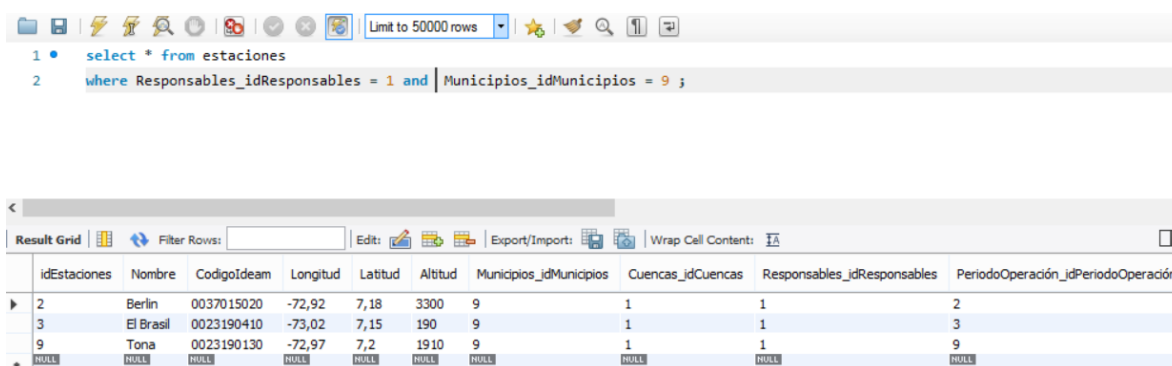 Limit to 50000 rows
1 select * from estaciones
2 where Responsables_idResponsables = 1 and Municipios_idMunicipios = 9 ;
Result Grid Filter Rows: Edit: Export/Import: Wrap Cell Content:
idEstaciones Nombre CodigoIdeam Longitud Latitud Altitud Municipios_idMunicipios Cuencas_idCuencas Responsables_idResponsables PeriodoOperación_idPeriodoOperación
2 Berlin 0037015020 -72,92 7,18 3300 9 1 1 2
3 El Brasil 0023190410 -73,02 7,15 190 9 1 1 3
9 Tona 0023190130 -72,97 7,2 1910 9 1 1 9
NULL NULL NULL NULL NULL NULL NULL NULL NULL NULL